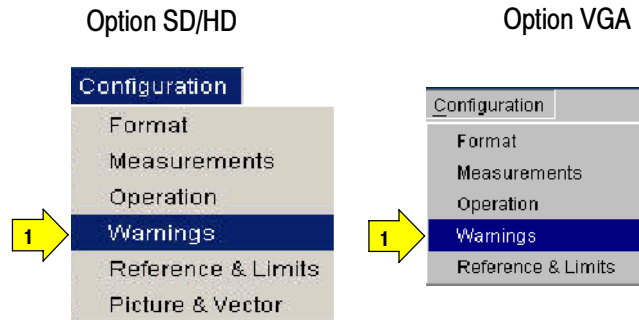 Option SD/HD
Configuration
Format
Measurements
Operation
1
Warnings
Reference & Limits
Picture & Vector
Option VGA
Configuration
Format
Measurements
Operation
1
Warnings
Reference & Limits